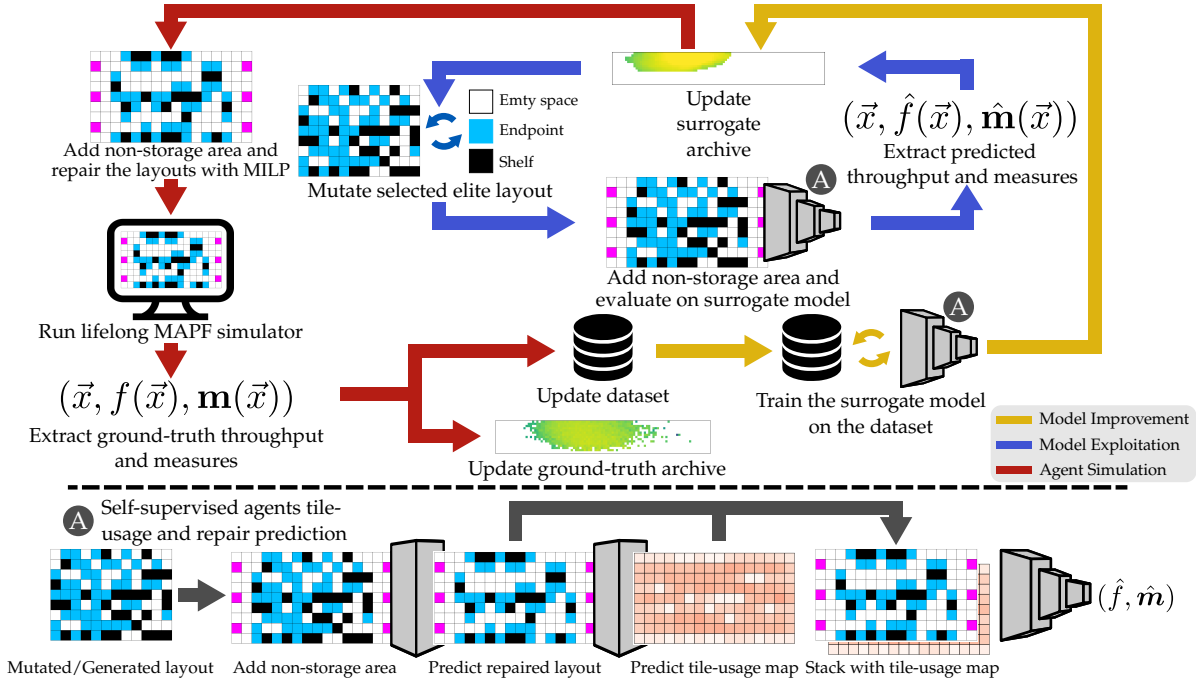 Add non-storage area and
repair the layouts with MILP
Emty space
Endpoint
Shelf
Mutate selected elite layout
Update
surrogate
archive
(x⃗, f̂(x⃗), m̂(x⃗))
Extract predicted
throughput and measures
A
Add non-storage area and
evaluate on surrogate model
Run lifelong MAPF simulator
(x⃗, f(x⃗), m(x⃗))
Extract ground-truth throughput
and measures
Update dataset
Update ground-truth archive
A
Train the surrogate model
on the dataset
Model Improvement
Model Exploitation
Agent Simulation
A
Self-supervised agents tile-
usage and repair prediction
Mutated/Generated layout
Add non-storage area
Predict repaired layout
Predict tile-usage map
Stack with tile-usage map
(f̂, m̂)